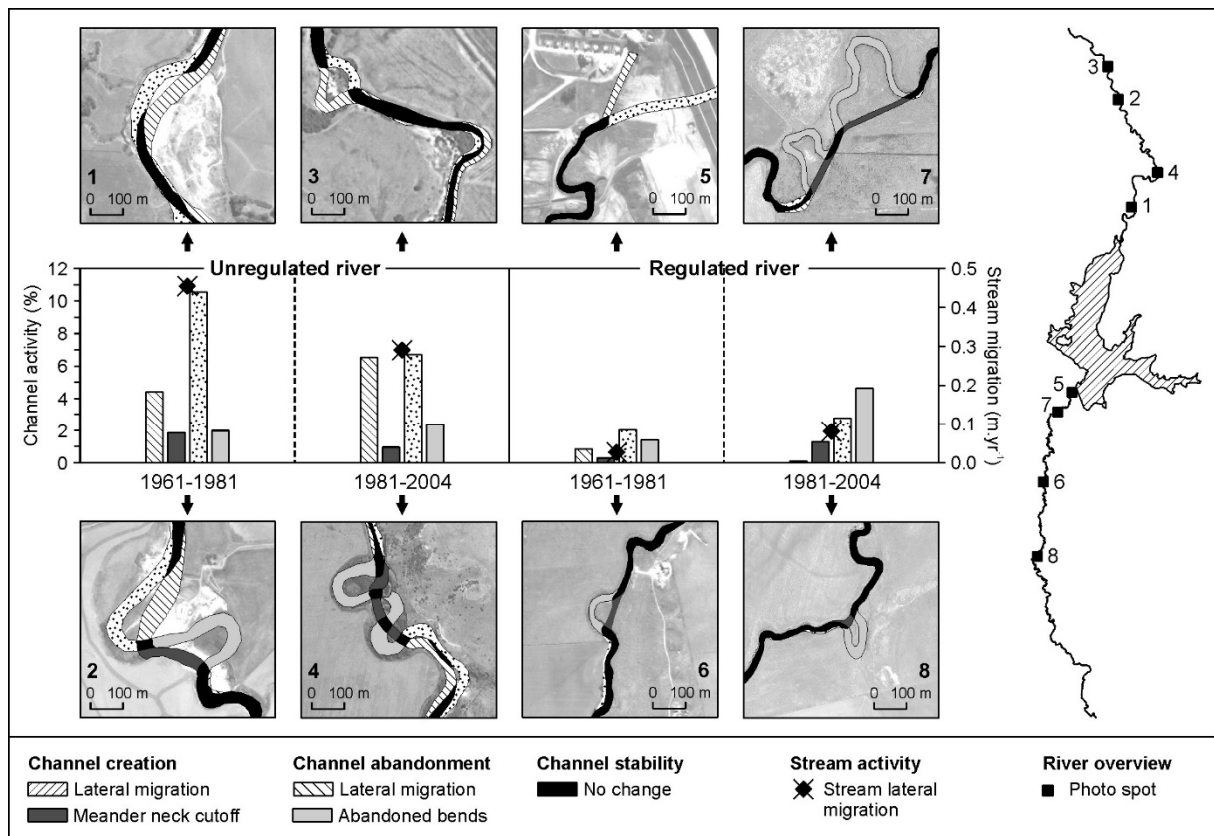 1
0 100 m
3
0 100 m
5
0 100 m
7
0 100 m
3
2
4
1
5
7
6
8
Unregulated river
Regulated river
Channel activity (%)
12
10
8
6
4
2
0
0.5
0.4
0.3
0.2
0.1
0.0
Stream migration (m.yr⁻¹)
1961-1981
1981-2004
1961-1981
1981-2004
2
0 100 m
4
0 100 m
6
0 100 m
8
0 100 m
Channel creation
Lateral migration
Meander neck cutoff
Channel abandonment
Lateral migration
Abandoned bends
Channel stability
No change
Stream activity
Stream lateral
migration
River overview
Photo spot